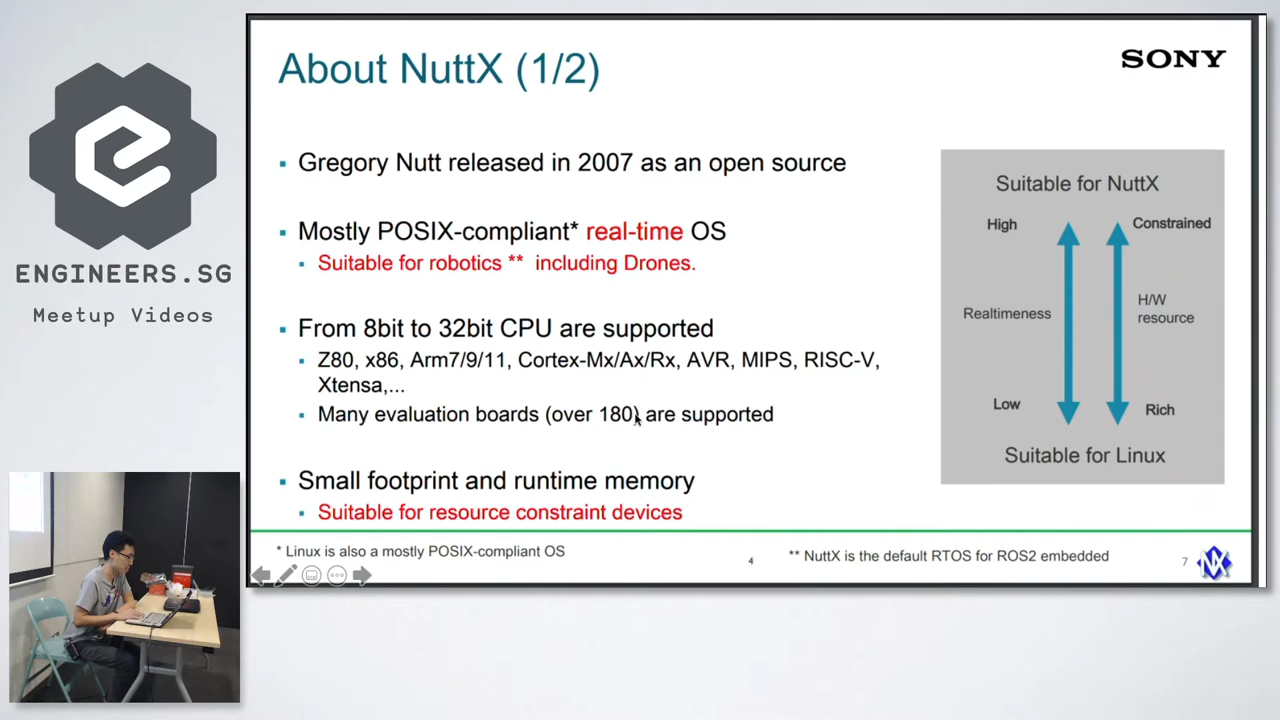 ENGINEERS.SG
Meetup Videos
About NuttX (1/2)
SONY
Gregory Nutt released in 2007 as an open source
Mostly POSIX-compliant* real-time OS
Suitable for robotics ** including Drones.
From 8bit to 32bit CPU are supported
Z80, x86, Arm7/9/11, Cortex-Mx/Ax/Rx, AVR, MIPS, RISC-V,
Xtensa,...
Many evaluation boards (over 180) are supported
Small footprint and runtime memory
Suitable for resource constraint devices
Suitable for NuttX
High
Constrained
Realtimeness
H/W
resource
Low
Rich
Suitable for Linux
* Linux is also a mostly POSIX-compliant OS
4
** NuttX is the default RTOS for ROS2 embedded
7
NX